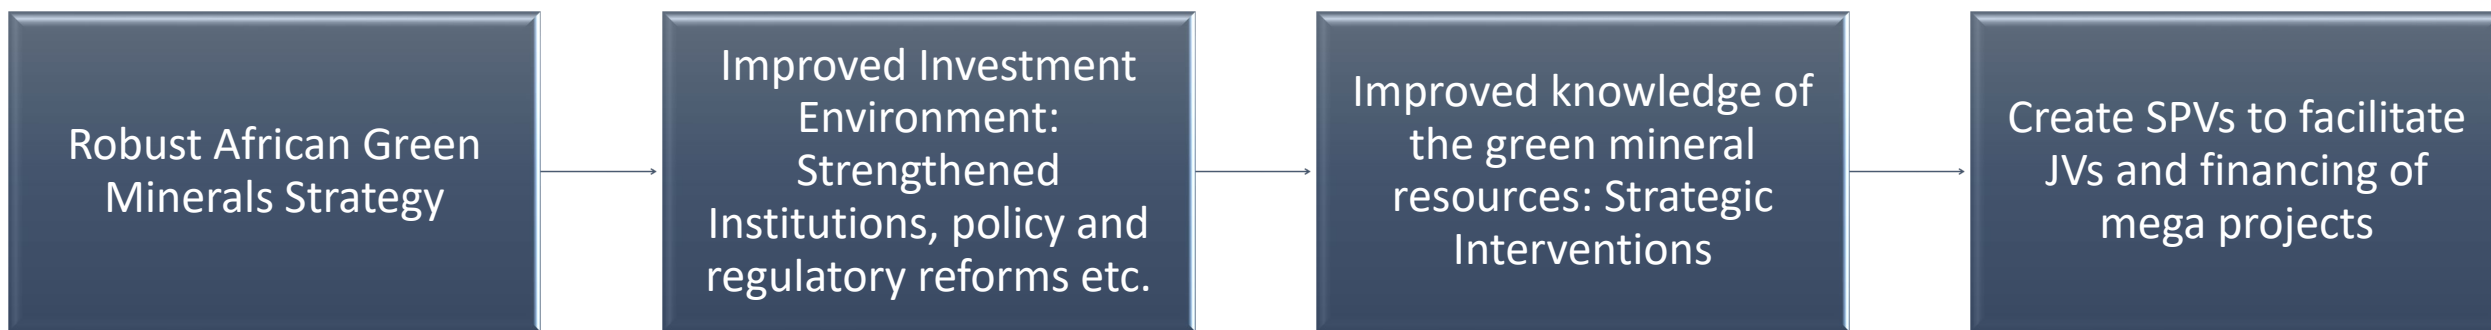 Robust African Green
Minerals Strategy
Improved Investment
Environment:
Strengthened
Institutions, policy and
regulatory reforms etc.
Improved knowledge of
the green mineral
resources: Strategic
Interventions
Create SPVs to facilitate
JVs and financing of
mega projects